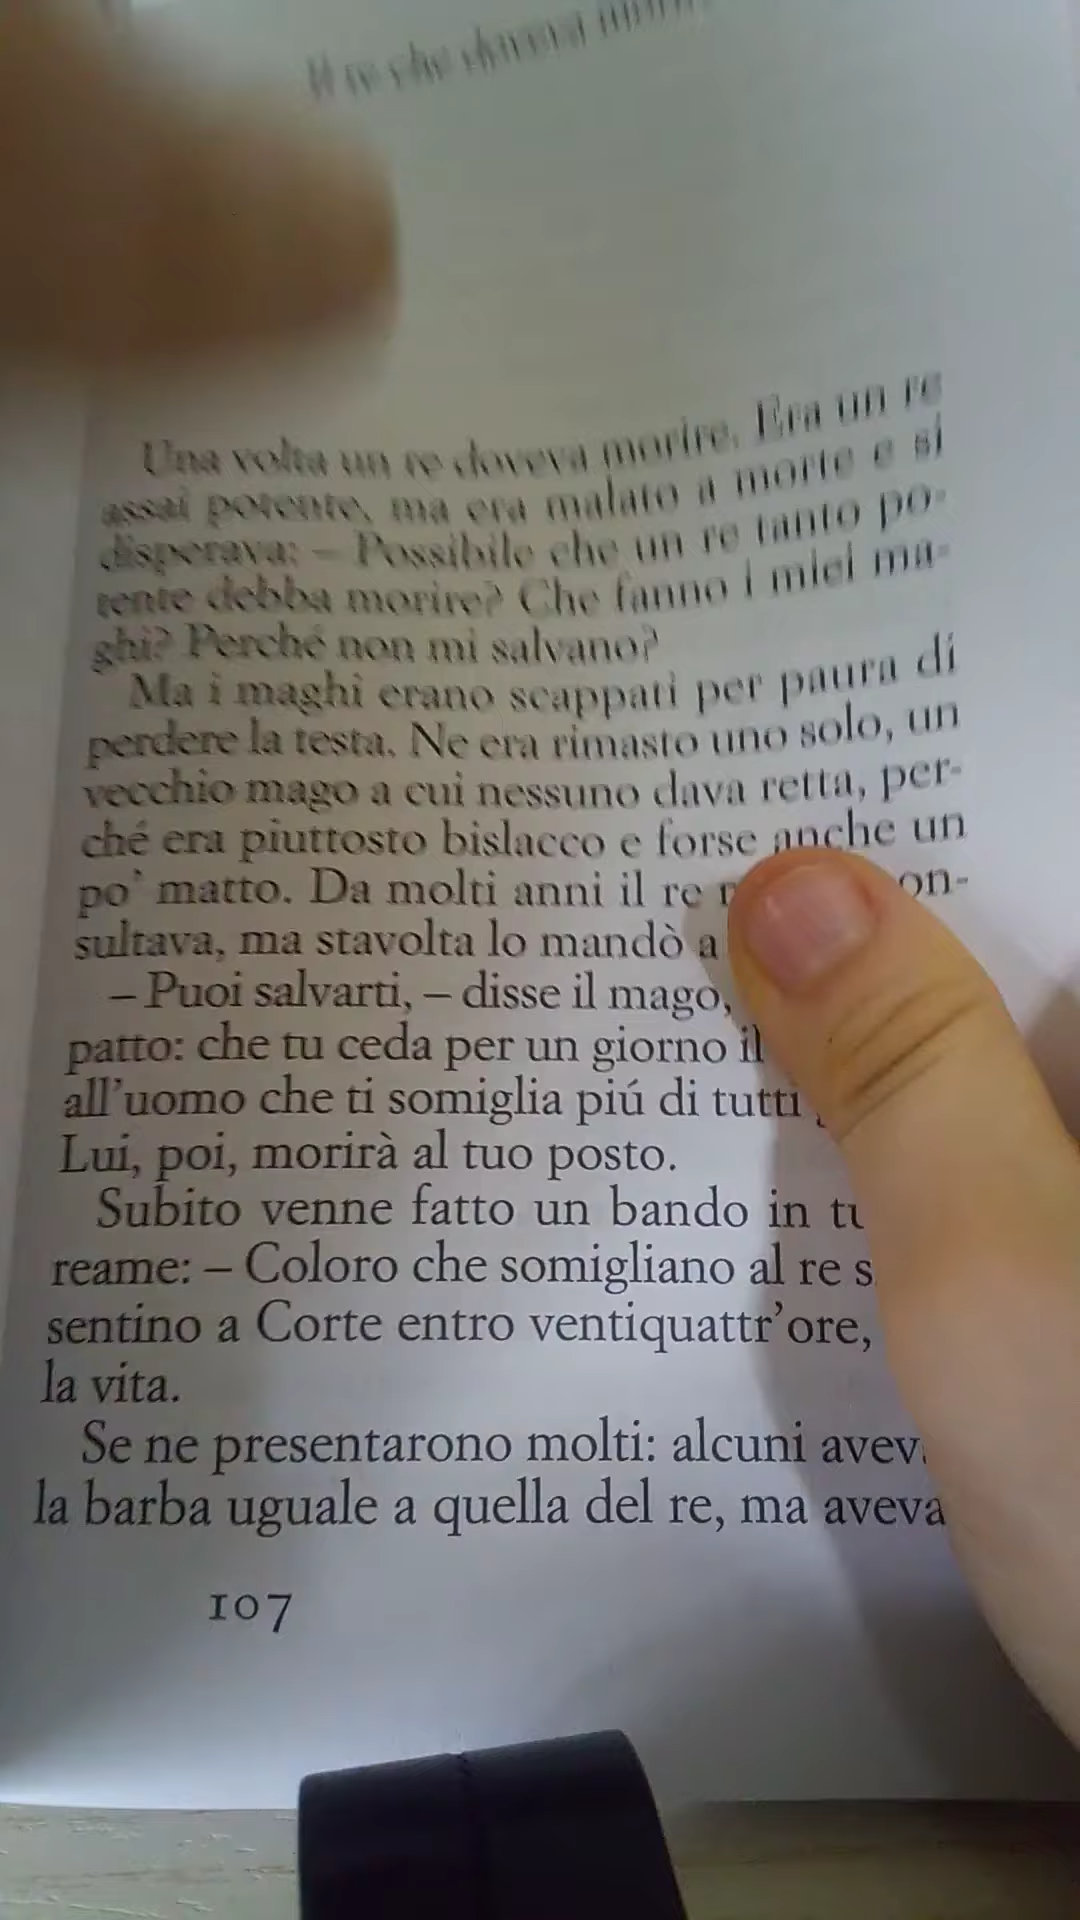 Il re che doveva
Una volta un re doveva morire. Era un re
assai potente, ma era malato a morte e si
disperava: – Possibile che un re tanto po-
tente debba morire? Che fanno i miei ma-
ghi? Perché non mi salvano?
Ma i maghi erano scappati per paura di
perdere la testa. Ne era rimasto uno solo, un
vecchio mago a cui nessuno dava retta, per-
ché era piuttosto bislacco e forse anche un
po’ matto. Da molti anni il re on-
sultava, ma stavolta lo mandò a
– Puoi salvarti, – disse il mago,
patto: che tu ceda per un giorno il
all’uomo che ti somiglia piú di tutti
Lui, poi, morirà al tuo posto.
Subito venne fatto un bando in
reame: – Coloro che somigliano al re
sentino a Corte entro ventiquattr’ore,
la vita.
Se ne presentarono molti: alcuni
la barba uguale a quella del re, ma
107